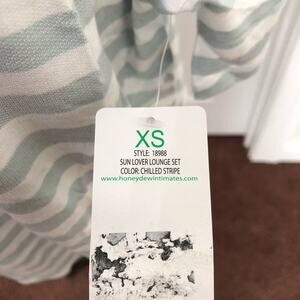 XS
STYLE: 18988
SUN LOVER LOUNGE SET
COLOR: CHILLED STRIPE
www.honeydewintimates.com